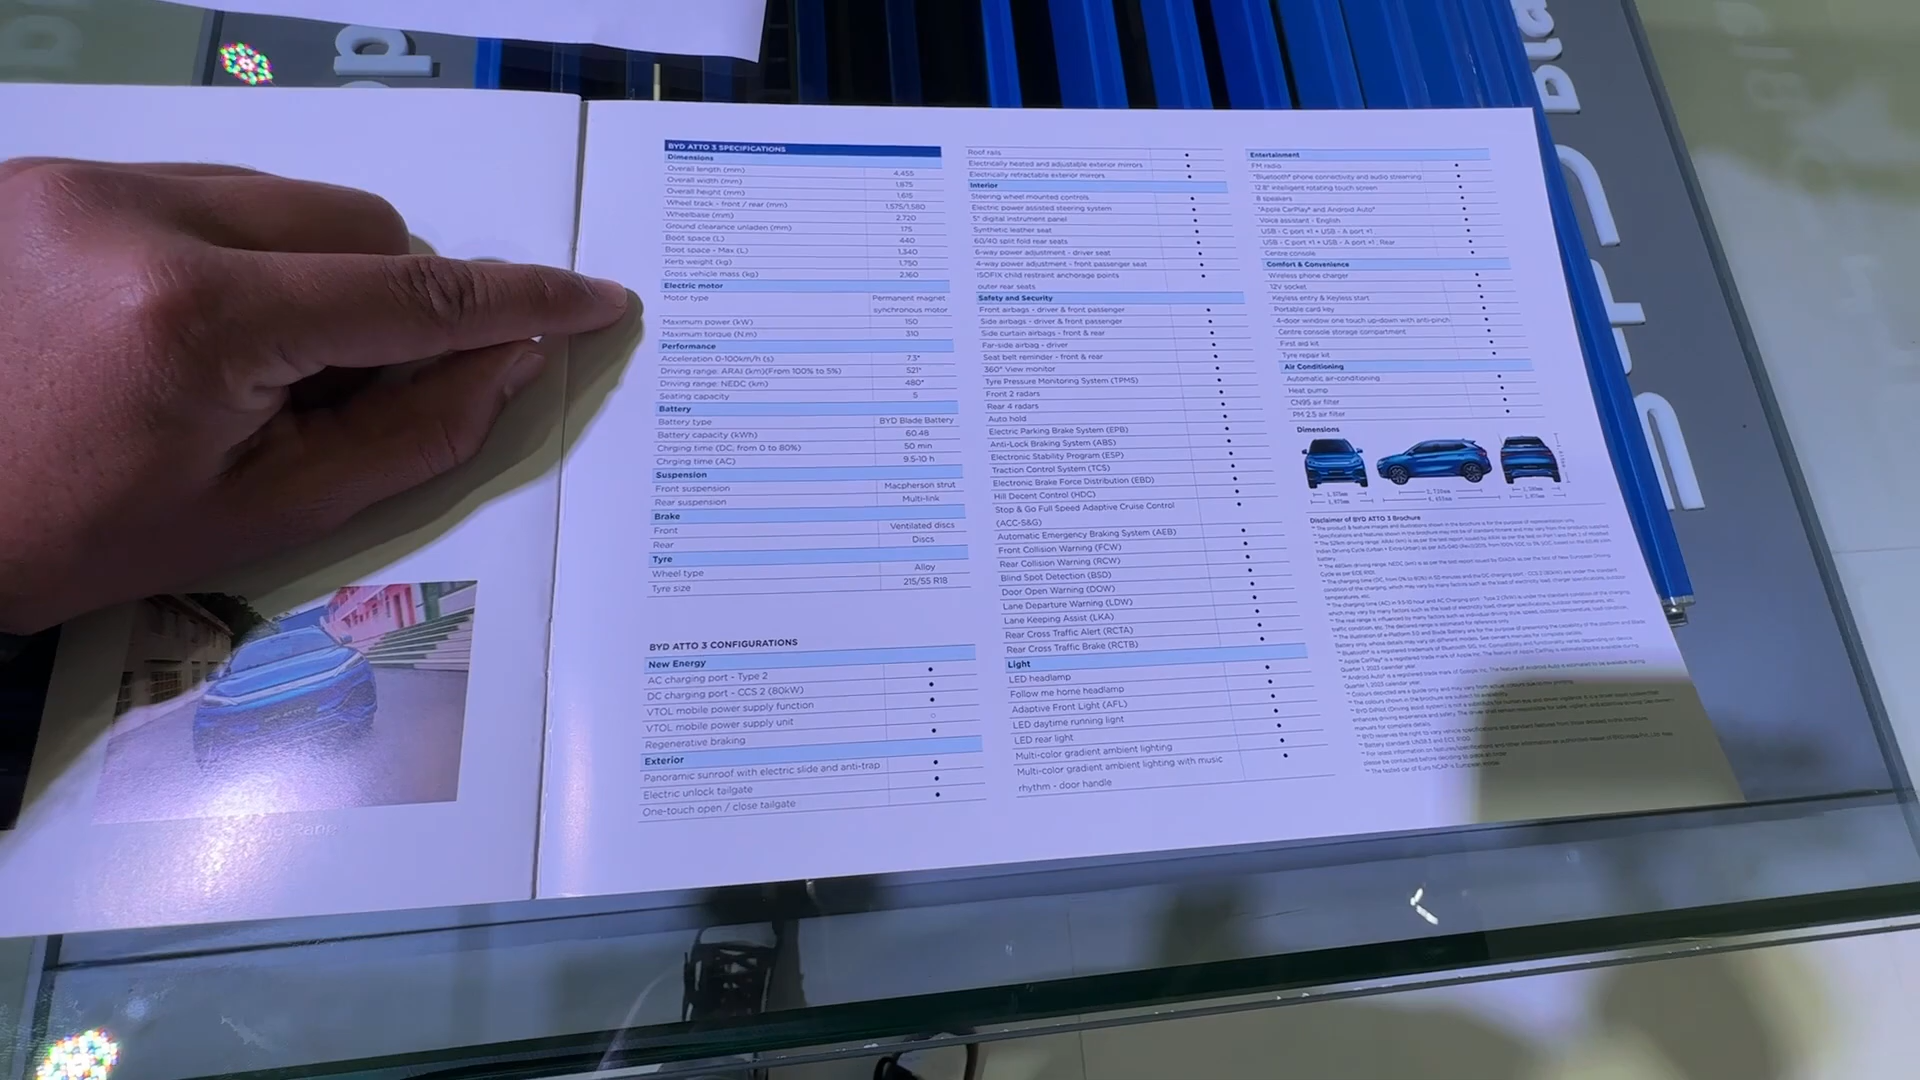 BYD ATTO 3 SPECIFICATIONS
Dimensions
Overall length (mm) 4,455
Overall width (mm) 1,875
Overall height (mm) 1,615
Wheel track - front / rear (mm) 1,575/1,580
Wheelbase (mm) 2,720
Ground clearance unladen (mm) 175
Boot space (L) 440
Boot space - Max (L) 1,340
Kerb weight (kg) 1,750
Gross vehicle mass (kg) 2,160
Electric motor
Motor type Permanent magnet
synchronous motor
Maximum power (kW) 150
Maximum torque (N.m) 310
Performance
Acceleration 0-100km/h (s) 7.3*
Driving range: ARAI (km)(From 100% to 5%) 521*
Driving range: NEDC (km) 480*
Seating capacity 5
Battery
Battery type BYD Blade Battery
Battery capacity (kWh) 60.48
Chrging time (DC, from 0 to 80%) 50 min
Chrging time (AC) 9.5-10 h
Suspension
Front suspension Macpherson strut
Rear suspension Multi-link
Brake
Front Ventilated discs
Rear Discs
Tyre
Wheel type Alloy
Tyre size 215/55 R18
BYD ATTO 3 CONFIGURATIONS
New Energy
AC charging port - Type 2 ●
DC charging port - CCS 2 (80kW) ●
VTOL mobile power supply function ●
VTOL mobile power supply unit ○
Regenerative braking ●
Exterior
Panoramic sunroof with electric slide and anti-trap ●
Electric unlock tailgate ●
One-touch open / close tailgate ●
Roof rails ●
Electrically heated and adjustable exterior mirrors ●
Electrically retractable exterior mirrors ●
Interior
Steering wheel mounted controls ●
Electric power assisted steering system ●
5" digital instrument panel ●
Synthetic leather seat ●
60/40 split fold rear seats ●
6-way power adjustment - driver seat ●
4-way power adjustment - front passenger seat ●
ISOFIX child restraint anchorage points ●
outer rear seats
Safety and Security
Front airbags - driver & front passenger ●
Side airbags - driver & front passenger ●
Side curtain airbags - front & rear ●
Far-side airbag - driver ●
Seat belt reminder - front & rear ●
360° View monitor ●
Tyre Pressure Monitoring System (TPMS) ●
Front 2 radars ●
Rear 4 radars ●
Auto hold ●
Electric Parking Brake System (EPB) ●
Anti-Lock Braking System (ABS) ●
Electronic Stability Program (ESP) ●
Traction Control System (TCS) ●
Electronic Brake Force Distribution (EBD) ●
Hill Decent Control (HDC) ●
Stop & Go Full Speed Adaptive Cruise Control ●
(ACC-S&G)
Automatic Emergency Braking System (AEB) ●
Front Collision Warning (FCW) ●
Rear Collision Warning (RCW) ●
Blind Spot Detection (BSD) ●
Door Open Warning (DOW) ●
Lane Departure Warning (LDW) ●
Lane Keeping Assist (LKA) ●
Rear Cross Traffic Alert (RCTA) ●
Rear Cross Traffic Brake (RCTB) ●
Light
LED headlamp ●
Follow me home headlamp ●
Adaptive Front Light (AFL) ●
LED daytime running light ●
LED rear light ●
Multi-color gradient ambient lighting ●
Multi-color gradient ambient lighting with music ●
rhythm - door handle
Entertainment
FM radio ●
"Bluetooth" phone connectivity and audio streaming ●
12.8" intelligent rotating touch screen ●
8 speakers ●
"Apple CarPlay" and Android Auto" ●
Voice assistant - English ●
USB - C port ×1 + USB - A port ×1 ●
USB - C port ×1 + USB - A port ×1 ; Rear ●
Centre console ●
Comfort & Convenience
Wireless phone charger ●
12V socket ●
Keyless entry & Keyless start ●
Portable card key ●
4-door window one touch up/down with anti-pinch ●
Centre console storage compartment ●
First aid kit ●
Tyre repair kit ●
Air Conditioning
Automatic air-conditioning ●
Heat pump ●
CN95 air filter ●
PM 2.5 air filter ●
Dimensions
Disclaimer of BYD ATTO 3 Brochure